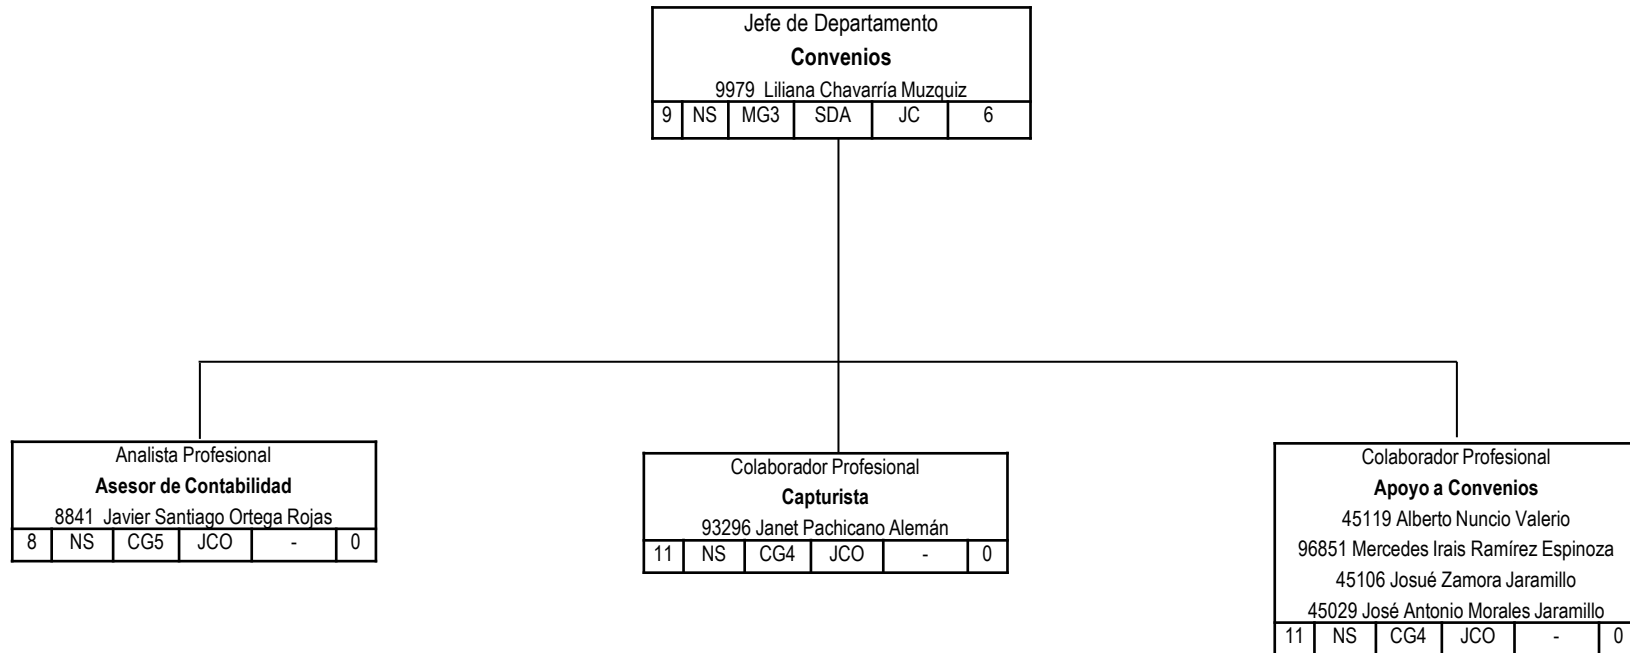 Jefe de Departamento
Convenios
9979 Liliana Chavarría Muzquiz
9 NS MG3 SDA JC 6
Analista Profesional
Asesor de Contabilidad
8841 Javier Santiago Ortega Rojas
8 NS CG5 JCO - 0
Colaborador Profesional
Capturista
93296 Janet Pachicano Alemán
11 NS CG4 JCO - 0
Colaborador Profesional
Apoyo a Convenios
45119 Alberto Nuncio Valerio
96851 Mercedes Irais Ramírez Espinoza
45106 Josué Zamora Jaramillo
45029 José Antonio Morales Jaramillo
11 NS CG4 JCO - 0